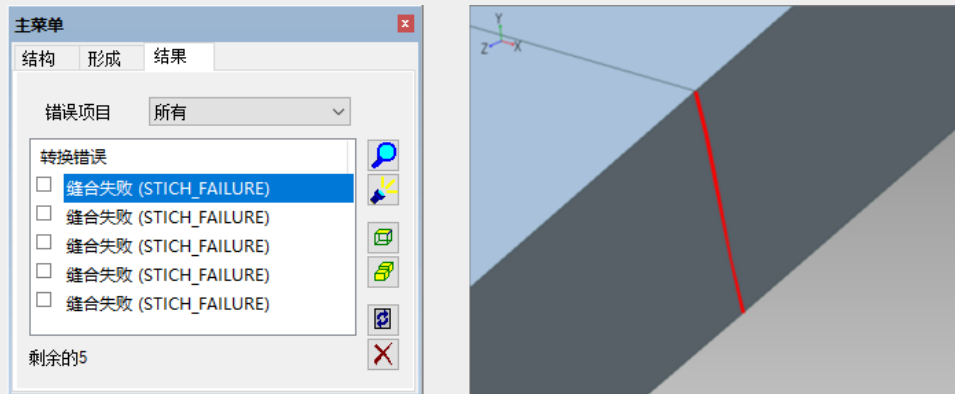 主菜单
结构 形成 结果
错误项目 所有
转换错误
缝合失败 (STICH_FAILURE)
缝合失败 (STICH_FAILURE)
缝合失败 (STICH_FAILURE)
缝合失败 (STICH_FAILURE)
缝合失败 (STICH_FAILURE)
剩余的5
Y
Z X